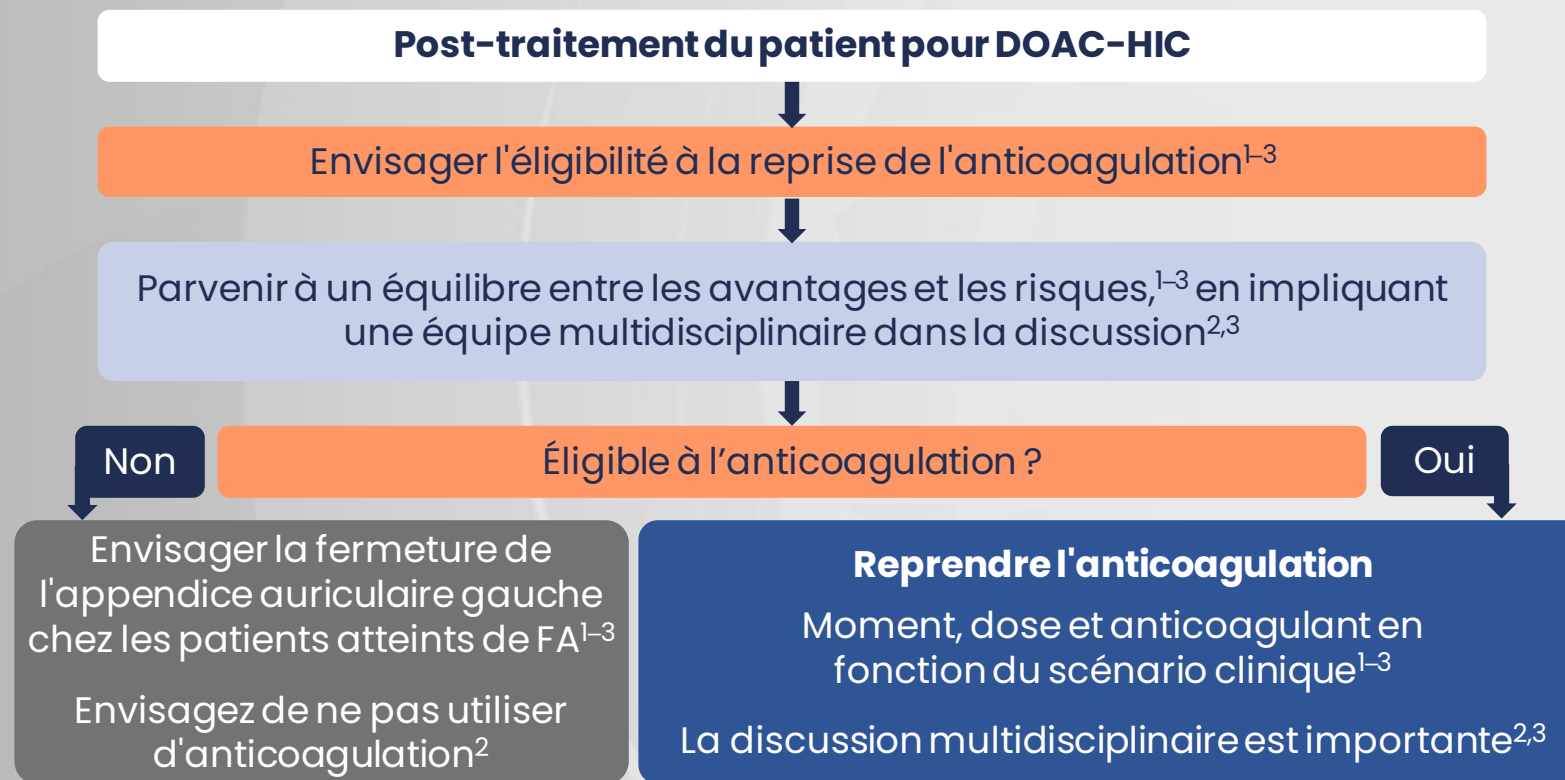 Post-traitement du patient pour DOAC-HIC
Envisager l'éligibilité à la reprise de l'anticoagulation1–3
Parvenir à un équilibre entre les avantages et les risques,1–3 en impliquant
une équipe multidisciplinaire dans la discussion2,3
Non
Éligible à l’anticoagulation ?
Oui
Envisager la fermeture de
l'appendice auriculaire gauche
chez les patients atteints de FA1–3
Envisagez de ne pas utiliser
d'anticoagulation2
Reprendre l'anticoagulation
Moment, dose et anticoagulant en
fonction du scénario clinique1–3
La discussion multidisciplinaire est importante2,3